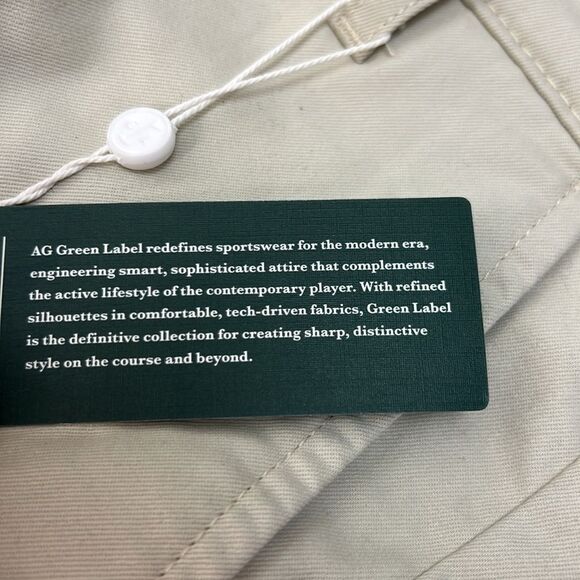 AG Green Label redefines sportswear for the modern era,
engineering smart, sophisticated attire that complements
the active lifestyle of the contemporary player. With refined
silhouettes in comfortable, tech-driven fabrics, Green Label
is the definitive collection for creating sharp, distinctive
style on the course and beyond.